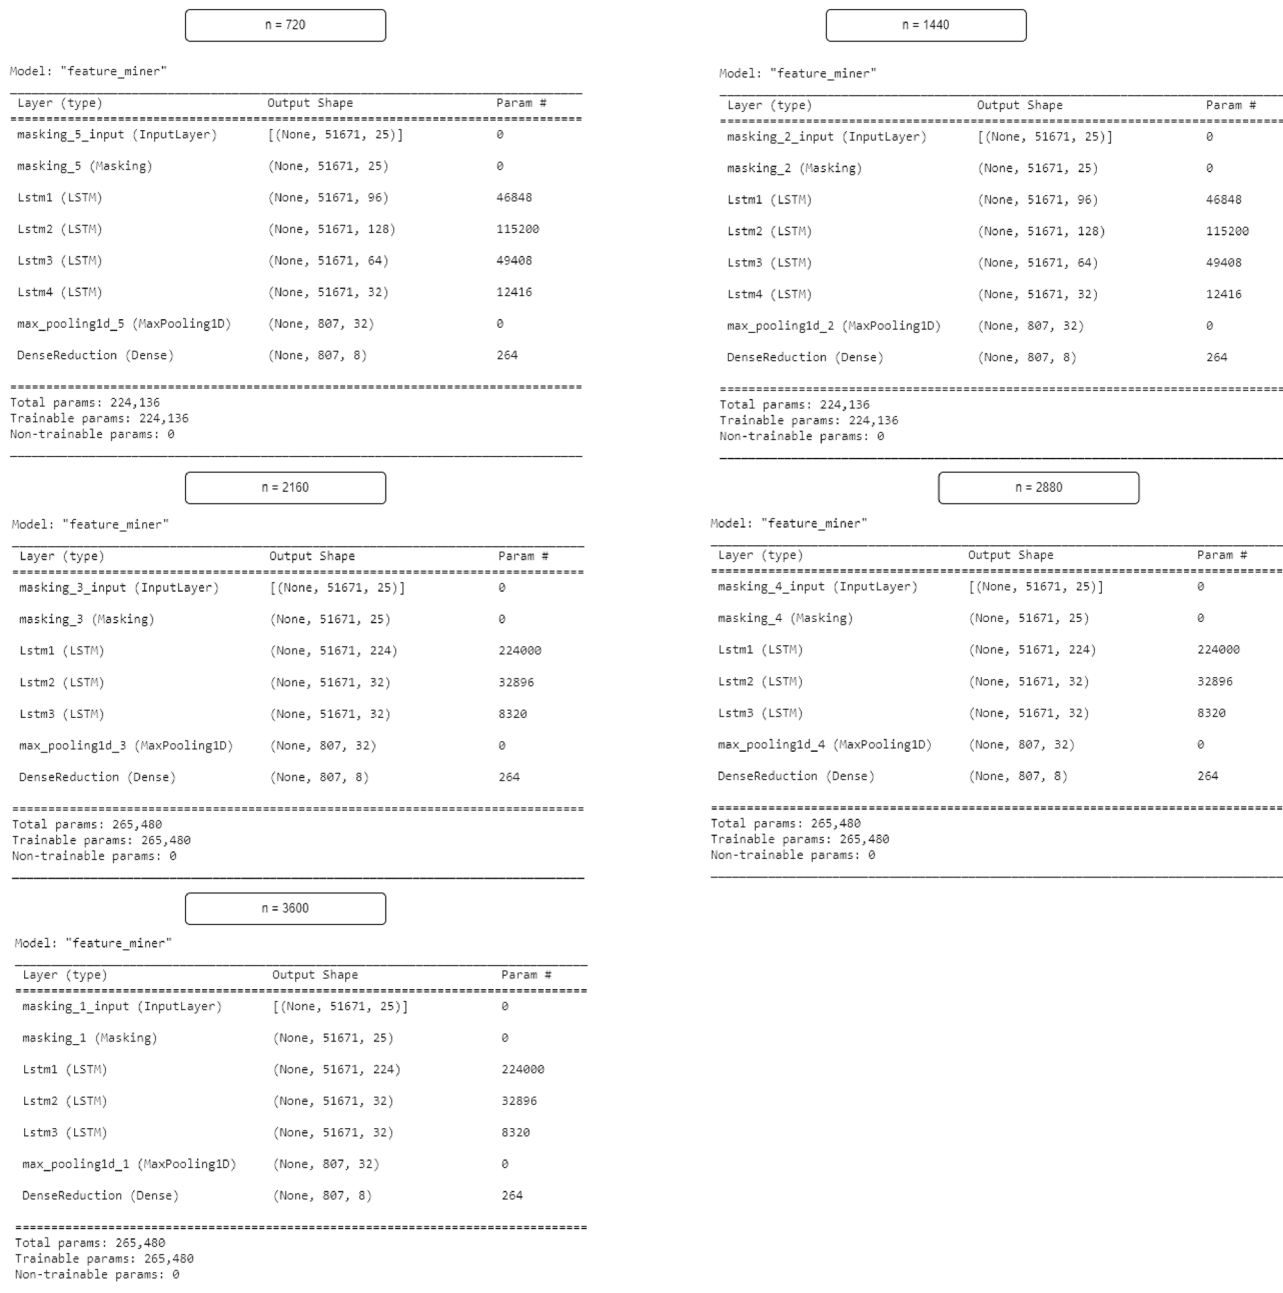 n = 720
Model: "feature_miner"
Layer (type) Output Shape Param #
masking_5_input (InputLayer) [(None, 51671, 25)] 0
masking_5 (Masking) (None, 51671, 25) 0
Lstm1 (LSTM) (None, 51671, 96) 46848
Lstm2 (LSTM) (None, 51671, 128) 115200
Lstm3 (LSTM) (None, 51671, 64) 49408
Lstm4 (LSTM) (None, 51671, 32) 12416
max_pooling1d_5 (MaxPooling1D) (None, 807, 32) 0
DenseReduction (Dense) (None, 807, 8) 264
Total params: 224,136
Trainable params: 224,136
Non-trainable params: 0
n = 1440
Model: "feature_miner"
Layer (type) Output Shape Param #
masking_2_input (InputLayer) [(None, 51671, 25)] 0
masking_2 (Masking) (None, 51671, 25) 0
Lstm1 (LSTM) (None, 51671, 96) 46848
Lstm2 (LSTM) (None, 51671, 128) 115200
Lstm3 (LSTM) (None, 51671, 64) 49408
Lstm4 (LSTM) (None, 51671, 32) 12416
max_pooling1d_2 (MaxPooling1D) (None, 807, 32) 0
DenseReduction (Dense) (None, 807, 8) 264
Total params: 224,136
Trainable params: 224,136
Non-trainable params: 0
n = 2160
Model: "feature_miner"
Layer (type) Output Shape Param #
masking_3_input (InputLayer) [(None, 51671, 25)] 0
masking_3 (Masking) (None, 51671, 25) 0
Lstm1 (LSTM) (None, 51671, 224) 224000
Lstm2 (LSTM) (None, 51671, 32) 32896
Lstm3 (LSTM) (None, 51671, 32) 8320
max_pooling1d_3 (MaxPooling1D) (None, 807, 32) 0
DenseReduction (Dense) (None, 807, 8) 264
Total params: 265,480
Trainable params: 265,480
Non-trainable params: 0
n = 2880
Model: "feature_miner"
Layer (type) Output Shape Param #
masking_4_input (InputLayer) [(None, 51671, 25)] 0
masking_4 (Masking) (None, 51671, 25) 0
Lstm1 (LSTM) (None, 51671, 224) 224000
Lstm2 (LSTM) (None, 51671, 32) 32896
Lstm3 (LSTM) (None, 51671, 32) 8320
max_pooling1d_4 (MaxPooling1D) (None, 807, 32) 0
DenseReduction (Dense) (None, 807, 8) 264
Total params: 265,480
Trainable params: 265,480
Non-trainable params: 0
n = 3600
Model: "feature_miner"
Layer (type) Output Shape Param #
masking_1_input (InputLayer) [(None, 51671, 25)] 0
masking_1 (Masking) (None, 51671, 25) 0
Lstm1 (LSTM) (None, 51671, 224) 224000
Lstm2 (LSTM) (None, 51671, 32) 32896
Lstm3 (LSTM) (None, 51671, 32) 8320
max_pooling1d_1 (MaxPooling1D) (None, 807, 32) 0
DenseReduction (Dense) (None, 807, 8) 264
Total params: 265,480
Trainable params: 265,480
Non-trainable params: 0